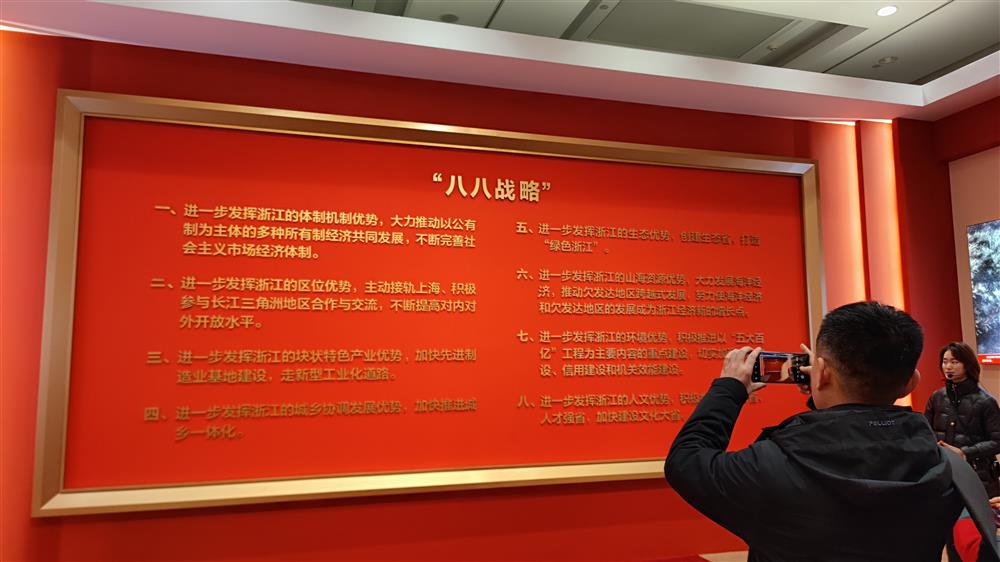 “八八战略”
一、进一步发挥浙江的体制机制优势，大力推动以公有
制为主体的多种所有制经济共同发展，不断完善社
会主义市场经济体制。
二、进一步发挥浙江的区位优势，主动接轨上海、积极
参与长江三角洲地区合作与交流，不断提高对内对
外开放水平。
三、进一步发挥浙江的块状特色产业优势，加快先进制
造业基地建设，走新型工业化道路。
四、进一步发挥浙江的城乡协调发展优势，加快推进城
乡一体化。
五、进一步发挥浙江的生态优势，创建生态省，打造
“绿色浙江”。
六、进一步发挥浙江的山海资源优势，大力发展海洋经
济，推动欠发达地区跨越式发展，努力使海洋经济
和欠发达地区的发展成为浙江经济新的增长点。
七、进一步发挥浙江的环境优势，积极推进以“五大百
亿”工程为主要内容的重点建设，切实加
设、信用建设和机关效能建设。
八、进一步发挥浙江的人文优势，积极
人才强省，加快建设文化大省。
PELLIOT